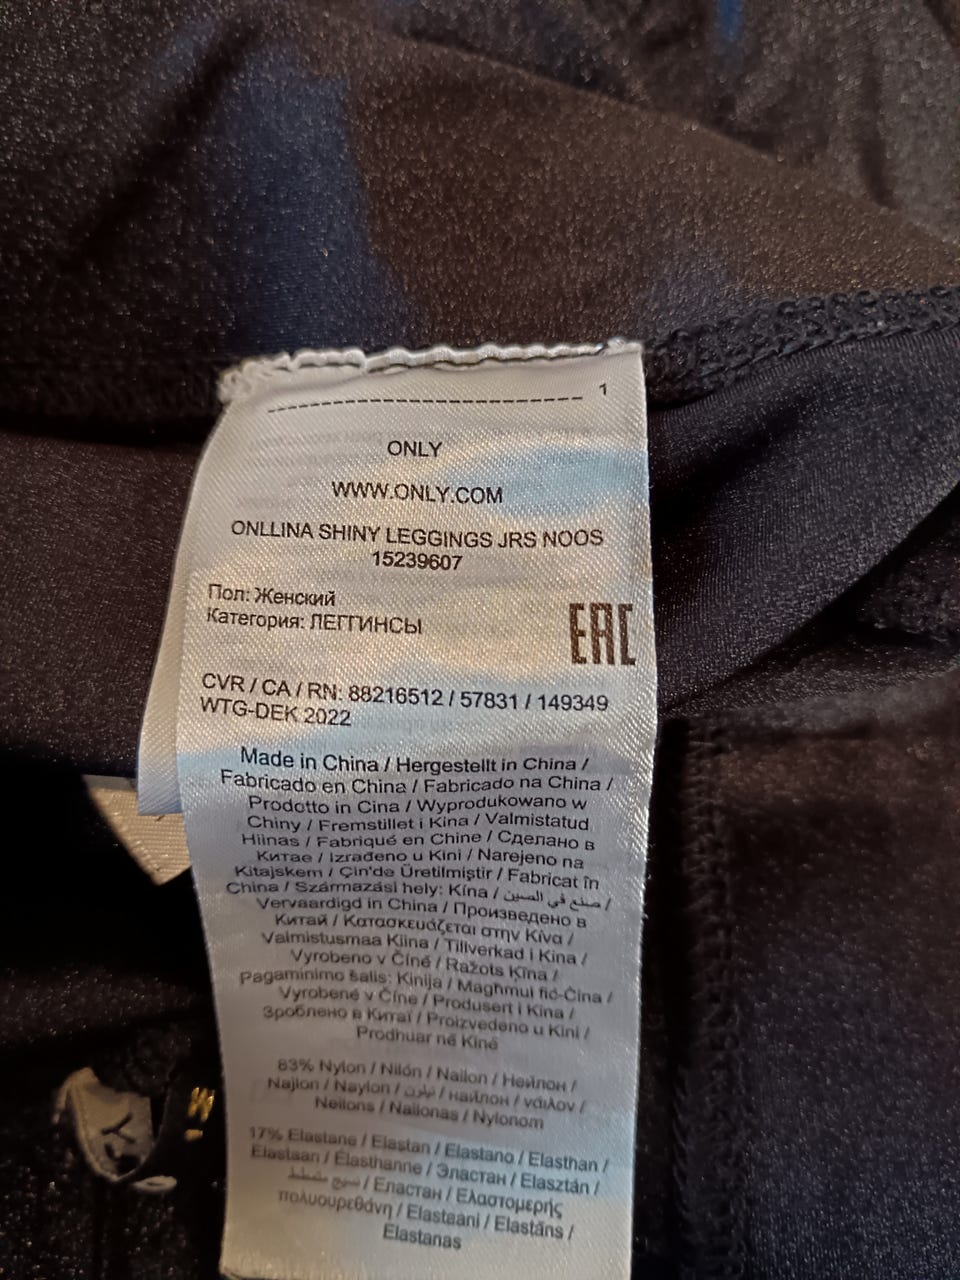 1
ONLY
WWW.ONLY.COM
ONLLINA SHINY LEGGINGS JRS NOOS
15239607
Пол: Женский
Категория: ЛЕГГИНСЫ
EAC
CVR / CA / RN: 88216512 / 57831 / 149349
WTG-DEK 2022
Made in China / Hergestellt in China /
Fabricado en China / Fabricado na China /
Prodotto in Cina / Wyprodukowano w
Chiny / Fremstillet i Kina / Valmistatud
Hiinas / Fabriqué en Chine / Сделано в
Китае / Izrađeno u Kini / Narejeno na
Kitajskem / Çin'de Üretilmiştir / Fabricat în
China / Származási hely: Kína / صنع في الصين /
Vervaardigd in China / Произведено в
Китай / Κατασκευάζεται στην Κίνα /
Valmistusmaa Kiina / Tillverkad i Kina /
Vyrobeno v Číně / Ražots Ķīna /
Pagaminimo šalis: Kinija / Magħmul fiċ-Ċina /
Vyrobené v Číne / Produsert i Kina /
Зроблено в Китаї / Proizvedeno u Kini /
Prodhuar në Kinë
83% Nylon / Nilón / Nailon / Нейлон /
Najlon / Naylon / نيلون / найлон / νάιλον /
Neilons / Nailonas / Nylonom
17% Elastane / Elastan / Elastano / Elasthan /
Elastaan / Élasthanne / Эластан / Elasztán /
/ Еластан / Ελαστομερής
πολυουρεθάνη / Elastaani / Elastāns /
Elastanas